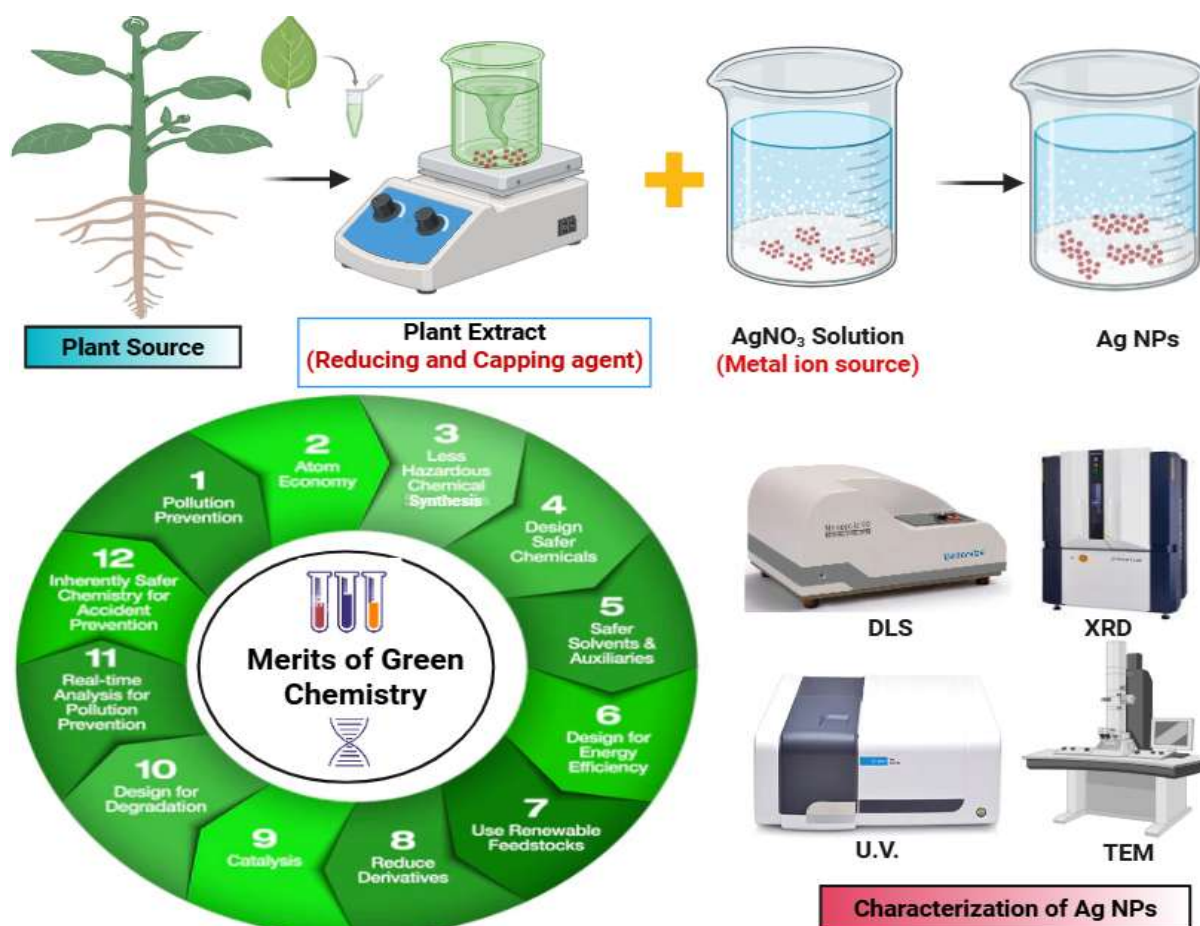 Plant Source
Plant Extract
(Reducing and Capping agent)
AgNO₃ Solution
(Metal ion source)
Ag NPs
1
Pollution
Prevention
2
Atom
Economy
3
Less
Hazardous
Chemical
Synthesis
4
Design
Safer
Chemicals
5
Safer
Solvents &
Auxiliaries
6
Design for
Energy
Efficiency
7
Use Renewable
Feedstocks
8
Reduce
Derivatives
9
Catalysis
10
Design for
Degradation
11
Real-time
Analysis for
Pollution
Prevention
12
Inherently Safer
Chemistry for
Accident
Prevention
Merits of Green
Chemistry
DLS
XRD
U.V.
TEM
Characterization of Ag NPs